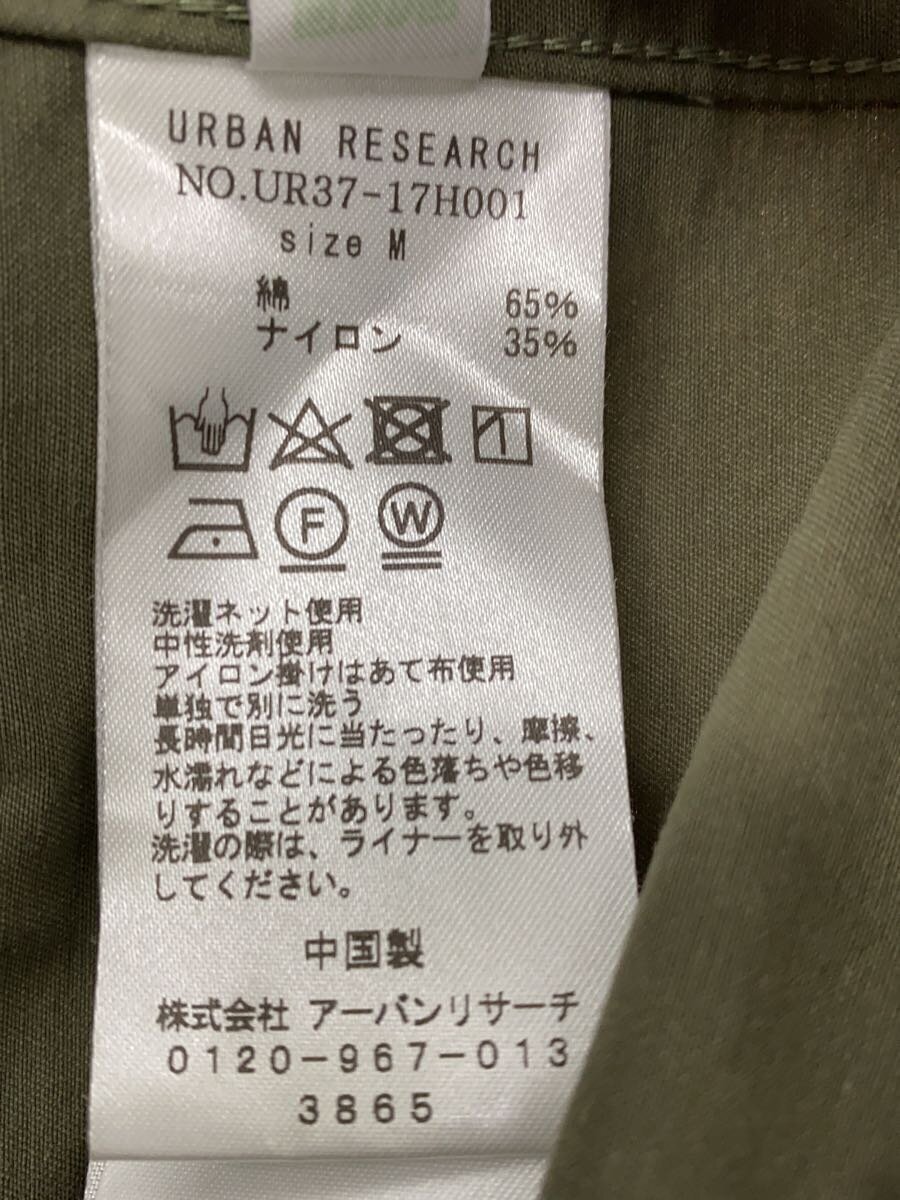 URBAN RESEARCH
NO.UR37-17H001
size M
綿 65%
ナイロン 35%
F W
洗濯ネット使用
中性洗剤使用
アイロン掛けはあて布使用
単独で別に洗う
長時間日光に当たったり、摩擦、
水濡れなどによる色落ちや色移
りすることがあります。
洗濯の際は、ライナーを取り外
してください。
中国製
株式会社 アーバンリサーチ
0120-967-013
3865